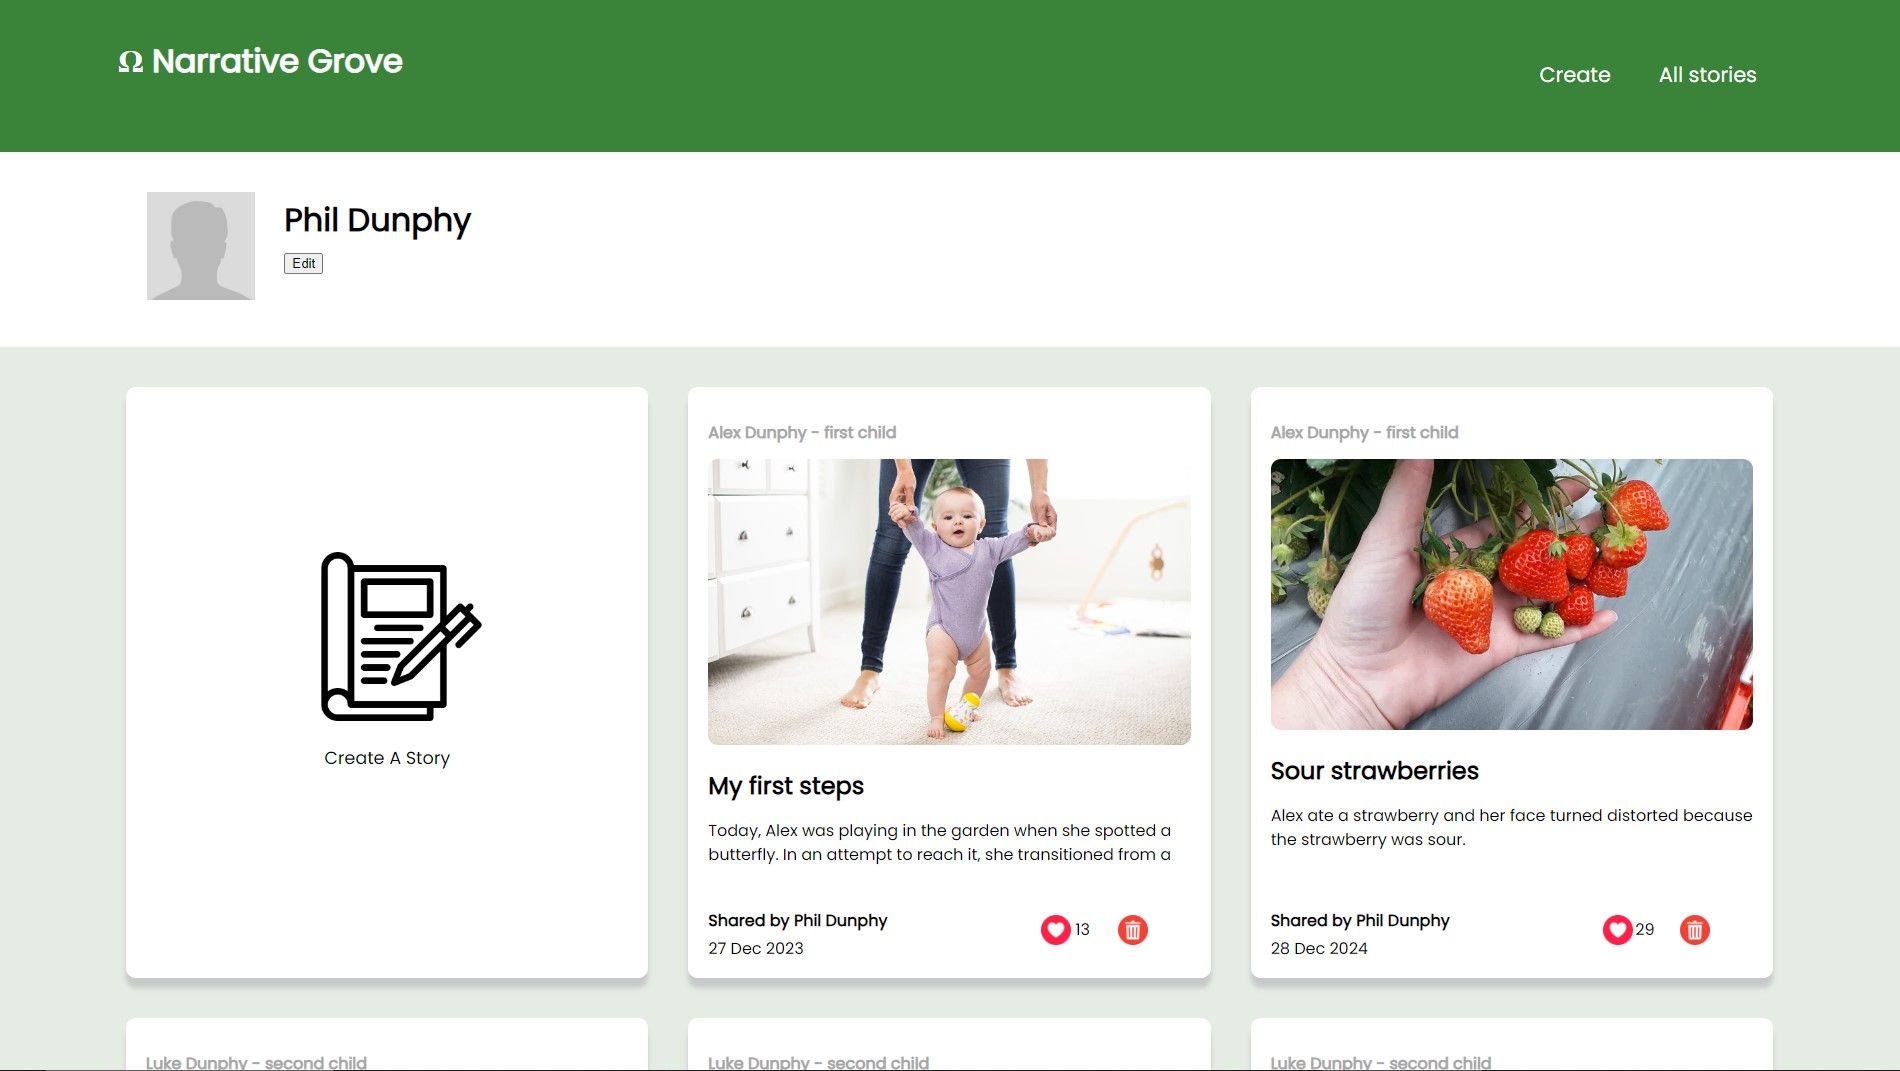 Ω Narrative Grove
Create
All stories
Phil Dunphy
Edit
Create A Story
Alex Dunphy - first child
My first steps
Today, Alex was playing in the garden when she spotted a
butterfly. In an attempt to reach it, she transitioned from a
Shared by Phil Dunphy
13
27 Dec 2023
Alex Dunphy - first child
Sour strawberries
Alex ate a strawberry and her face turned distorted because
the strawberry was sour.
Shared by Phil Dunphy
29
28 Dec 2024
Luke Dunphy - second child
Luke Dunphy - second child
Luke Dunphy - second child